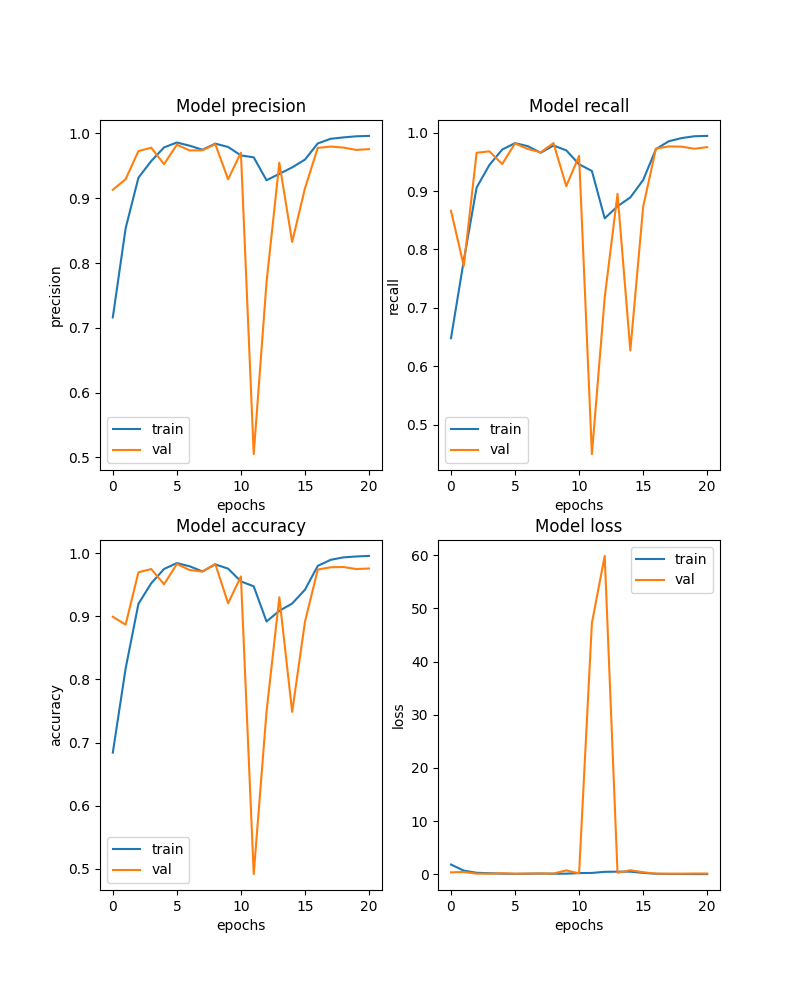 Model precision
1.0
0.9
0.8
0.7
0.6
0.5
precision
train
val
0 5 10 15 20
epochs
Model recall
1.0
0.9
0.8
0.7
0.6
0.5
recall
train
val
0 5 10 15 20
epochs
Model accuracy
1.0
0.9
0.8
0.7
0.6
0.5
accuracy
train
val
0 5 10 15 20
epochs
Model loss
60
50
40
30
20
10
0
loss
train
val
0 5 10 15 20
epochs